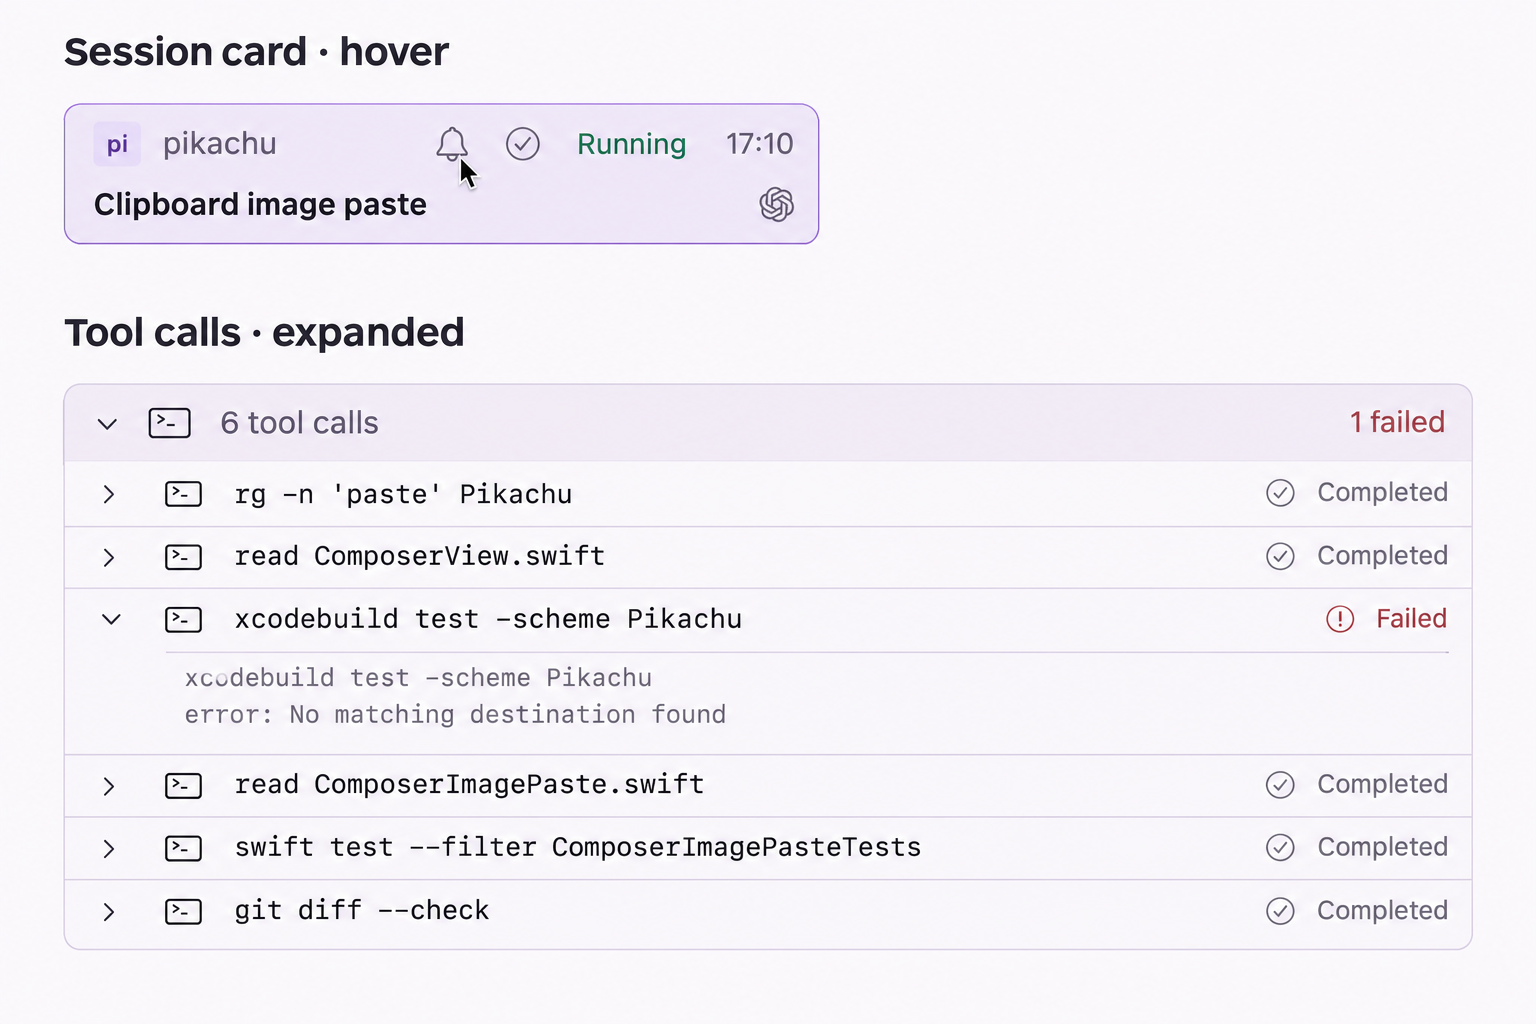 Session card · hover
pi pikachu Running 17:10
Clipboard image paste
Tool calls · expanded
>- 6 tool calls 1 failed
>- rg -n 'paste' Pikachu Completed
>- read ComposerView.swift Completed
>- xcodebuild test -scheme Pikachu Failed
xcodebuild test -scheme Pikachu
error: No matching destination found
>- read ComposerImagePaste.swift Completed
>- swift test --filter ComposerImagePasteTests Completed
>- git diff --check Completed